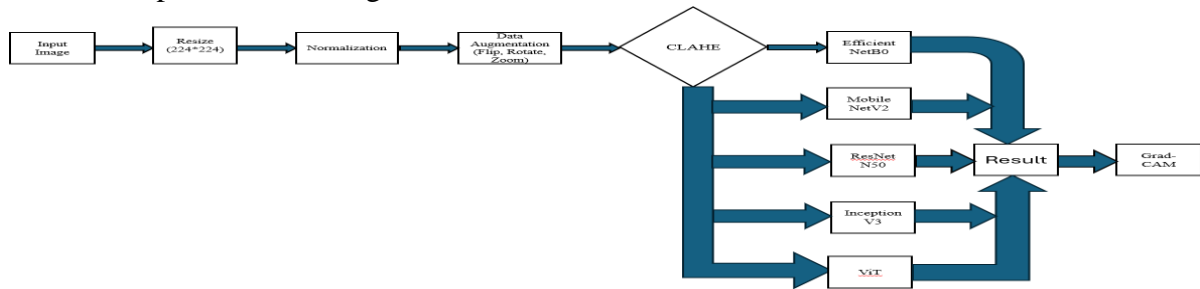 Input
Image
Resize
(224*224)
Normalization
Data
Augmentation
(Flip, Rotate,
Zoom)
CLAHE
Efficient
NetB0
Mobile
NetV2
ResNet
N50
Inception
V3
ViT
Result
Grad-
CAM